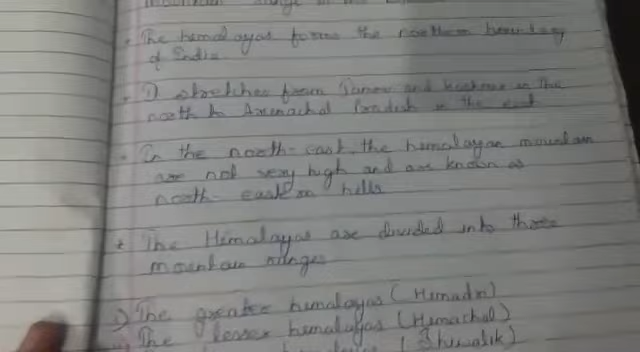 The himalayas forms the northern boundary
of India
It stretches from Jammu and Kashmir in the
north to Arunachal Pradesh in the east
In the north-east the himalayan mountain
are not very high and are known as
north-eastern hills
The Himalayas are divided into three
mountain ranges
i) The greater himalayas (Himadri)
The lesser himalayas (Himachal)
(Shiwalik)